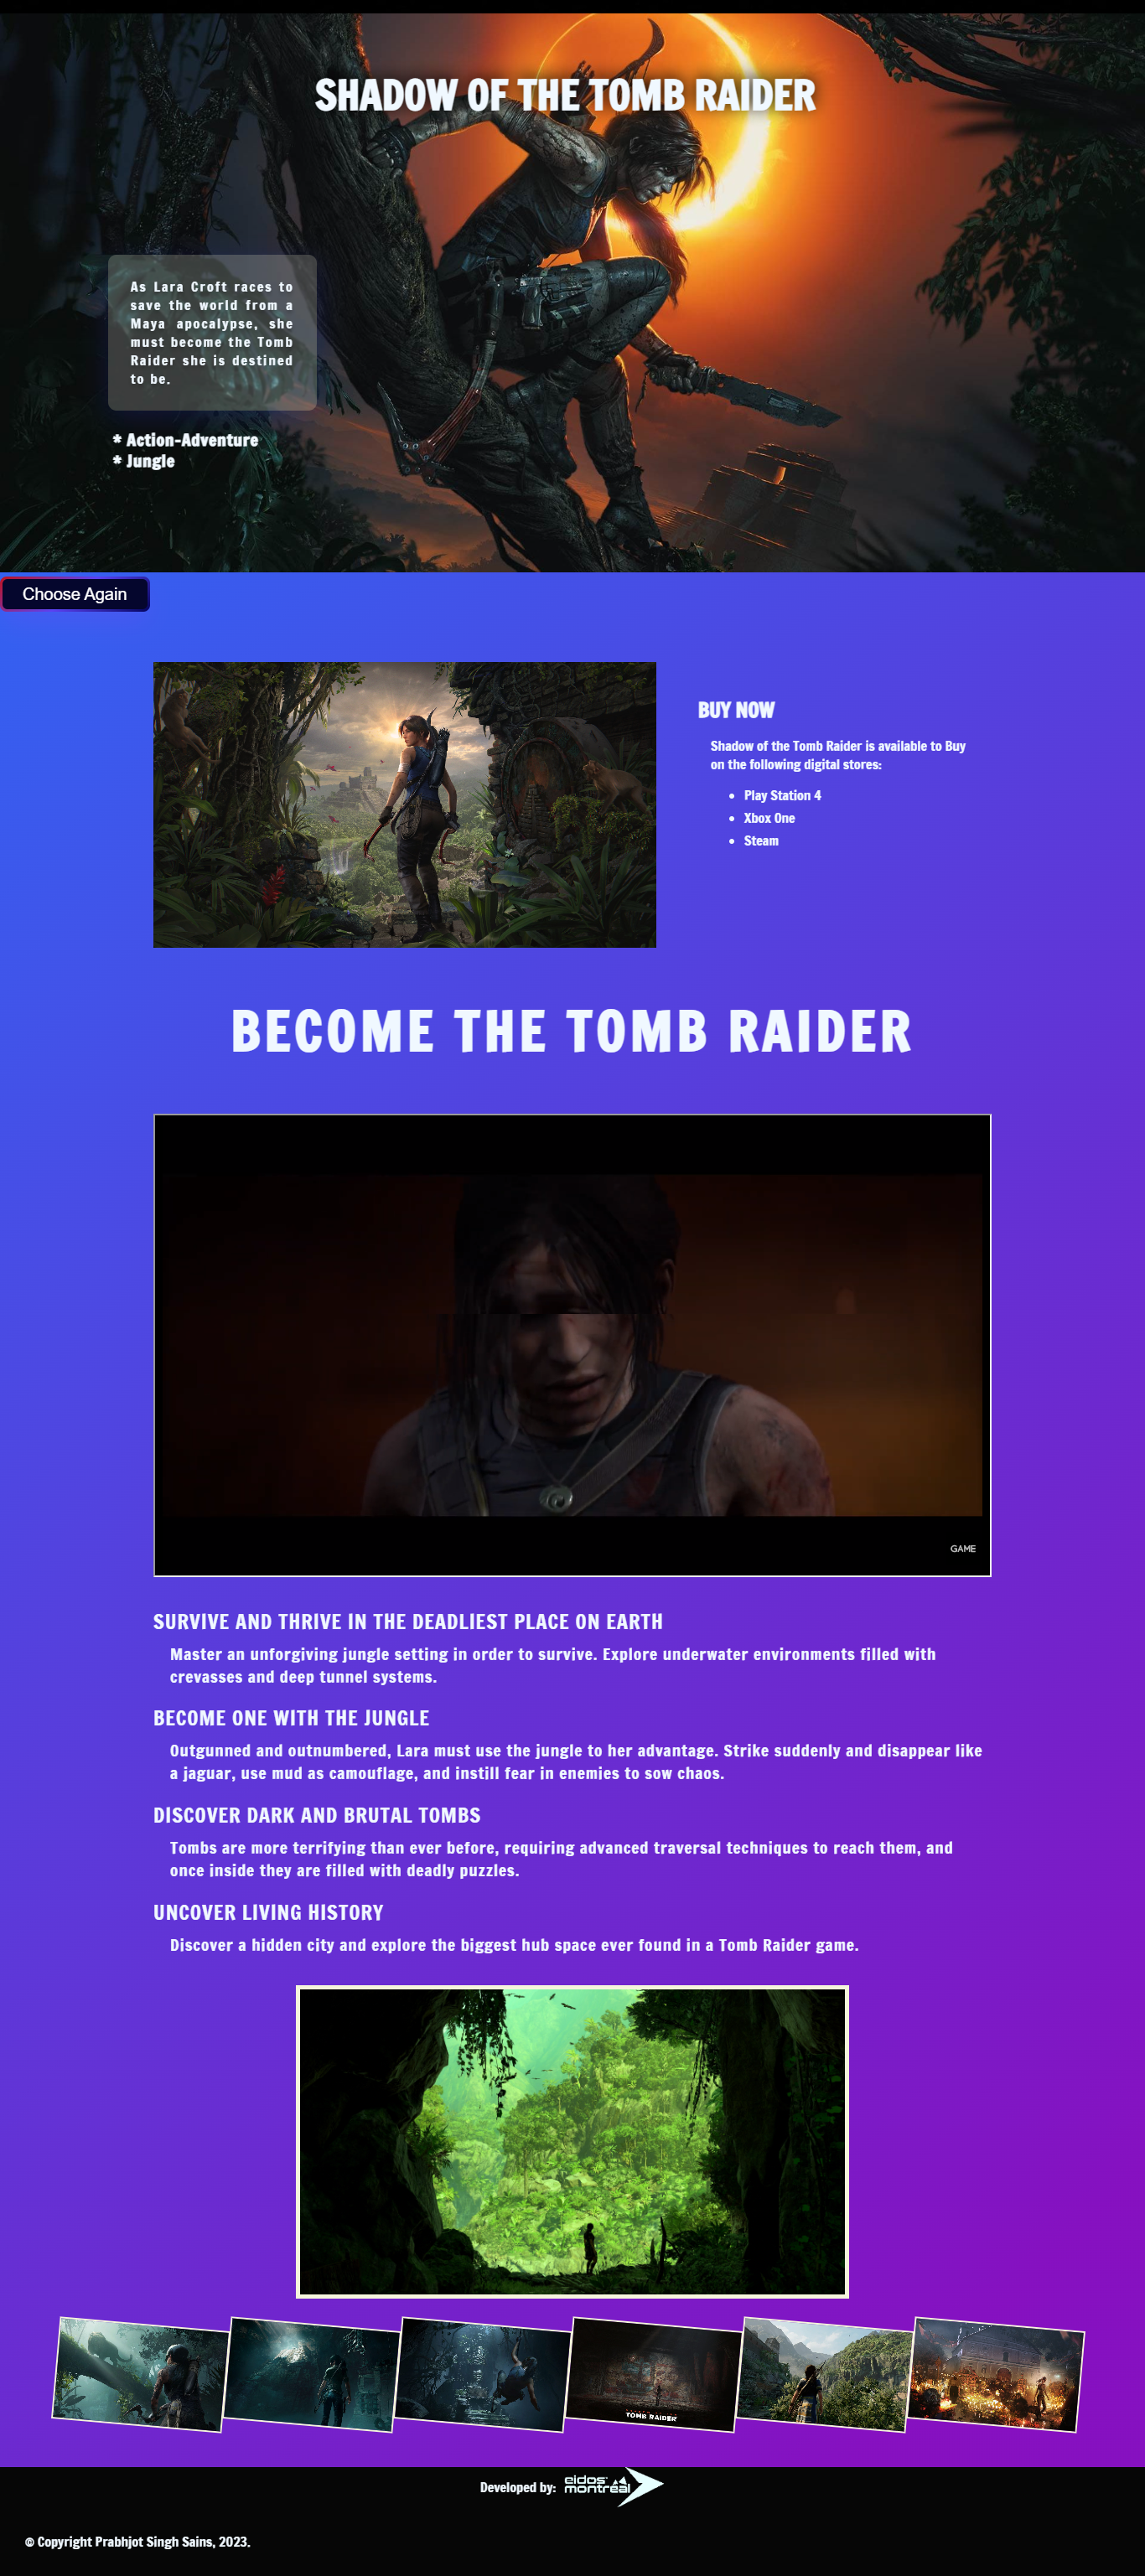 SHADOW OF THE TOMB RAIDER
As Lara Croft races to
save the world from a
Maya apocalypse, she
must become the Tomb
Raider she is destined
to be.
* Action-Adventure
* Jungle
Choose Again
BUY NOW
Shadow of the Tomb Raider is available to Buy
on the following digital stores:
• Play Station 4
• Xbox One
• Steam
BECOME THE TOMB RAIDER
GAME
SURVIVE AND THRIVE IN THE DEADLIEST PLACE ON EARTH
Master an unforgiving jungle setting in order to survive. Explore underwater environments filled with
crevasses and deep tunnel systems.
BECOME ONE WITH THE JUNGLE
Outgunned and outnumbered, Lara must use the jungle to her advantage. Strike suddenly and disappear like
a jaguar, use mud as camouflage, and instill fear in enemies to sow chaos.
DISCOVER DARK AND BRUTAL TOMBS
Tombs are more terrifying than ever before, requiring advanced traversal techniques to reach them, and
once inside they are filled with deadly puzzles.
UNCOVER LIVING HISTORY
Discover a hidden city and explore the biggest hub space ever found in a Tomb Raider game.
TOMB RAIDER
Developed by:
eidos
montréal
© Copyright Prabhjot Singh Sains, 2023.